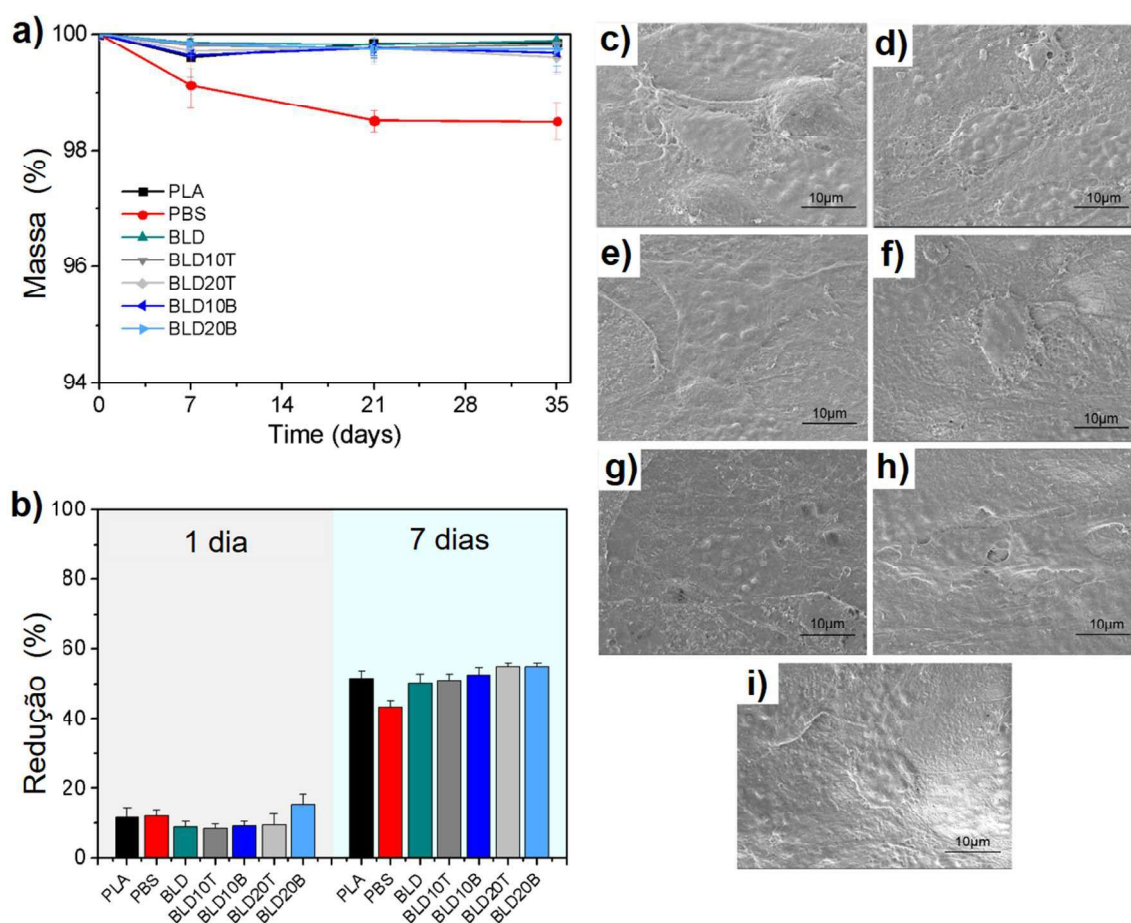 a)
100
98
96
94
Massa (%)
PLA
PBS
BLD
BLD10T
BLD20T
BLD10B
BLD20B
0 7 14 21 28 35
Time (days)
b)
100
80
60
40
20
0
Redução (%)
1 dia
7 dias
PLA PBS BLD BLD10T BLD10B BLD20T BLD20B
PLA PBS BLD BLD10T BLD10B BLD20T BLD20B
c)
10µm
d)
10µm
e)
10µm
f)
10µm
g)
10µm
h)
10µm
i)
10µm